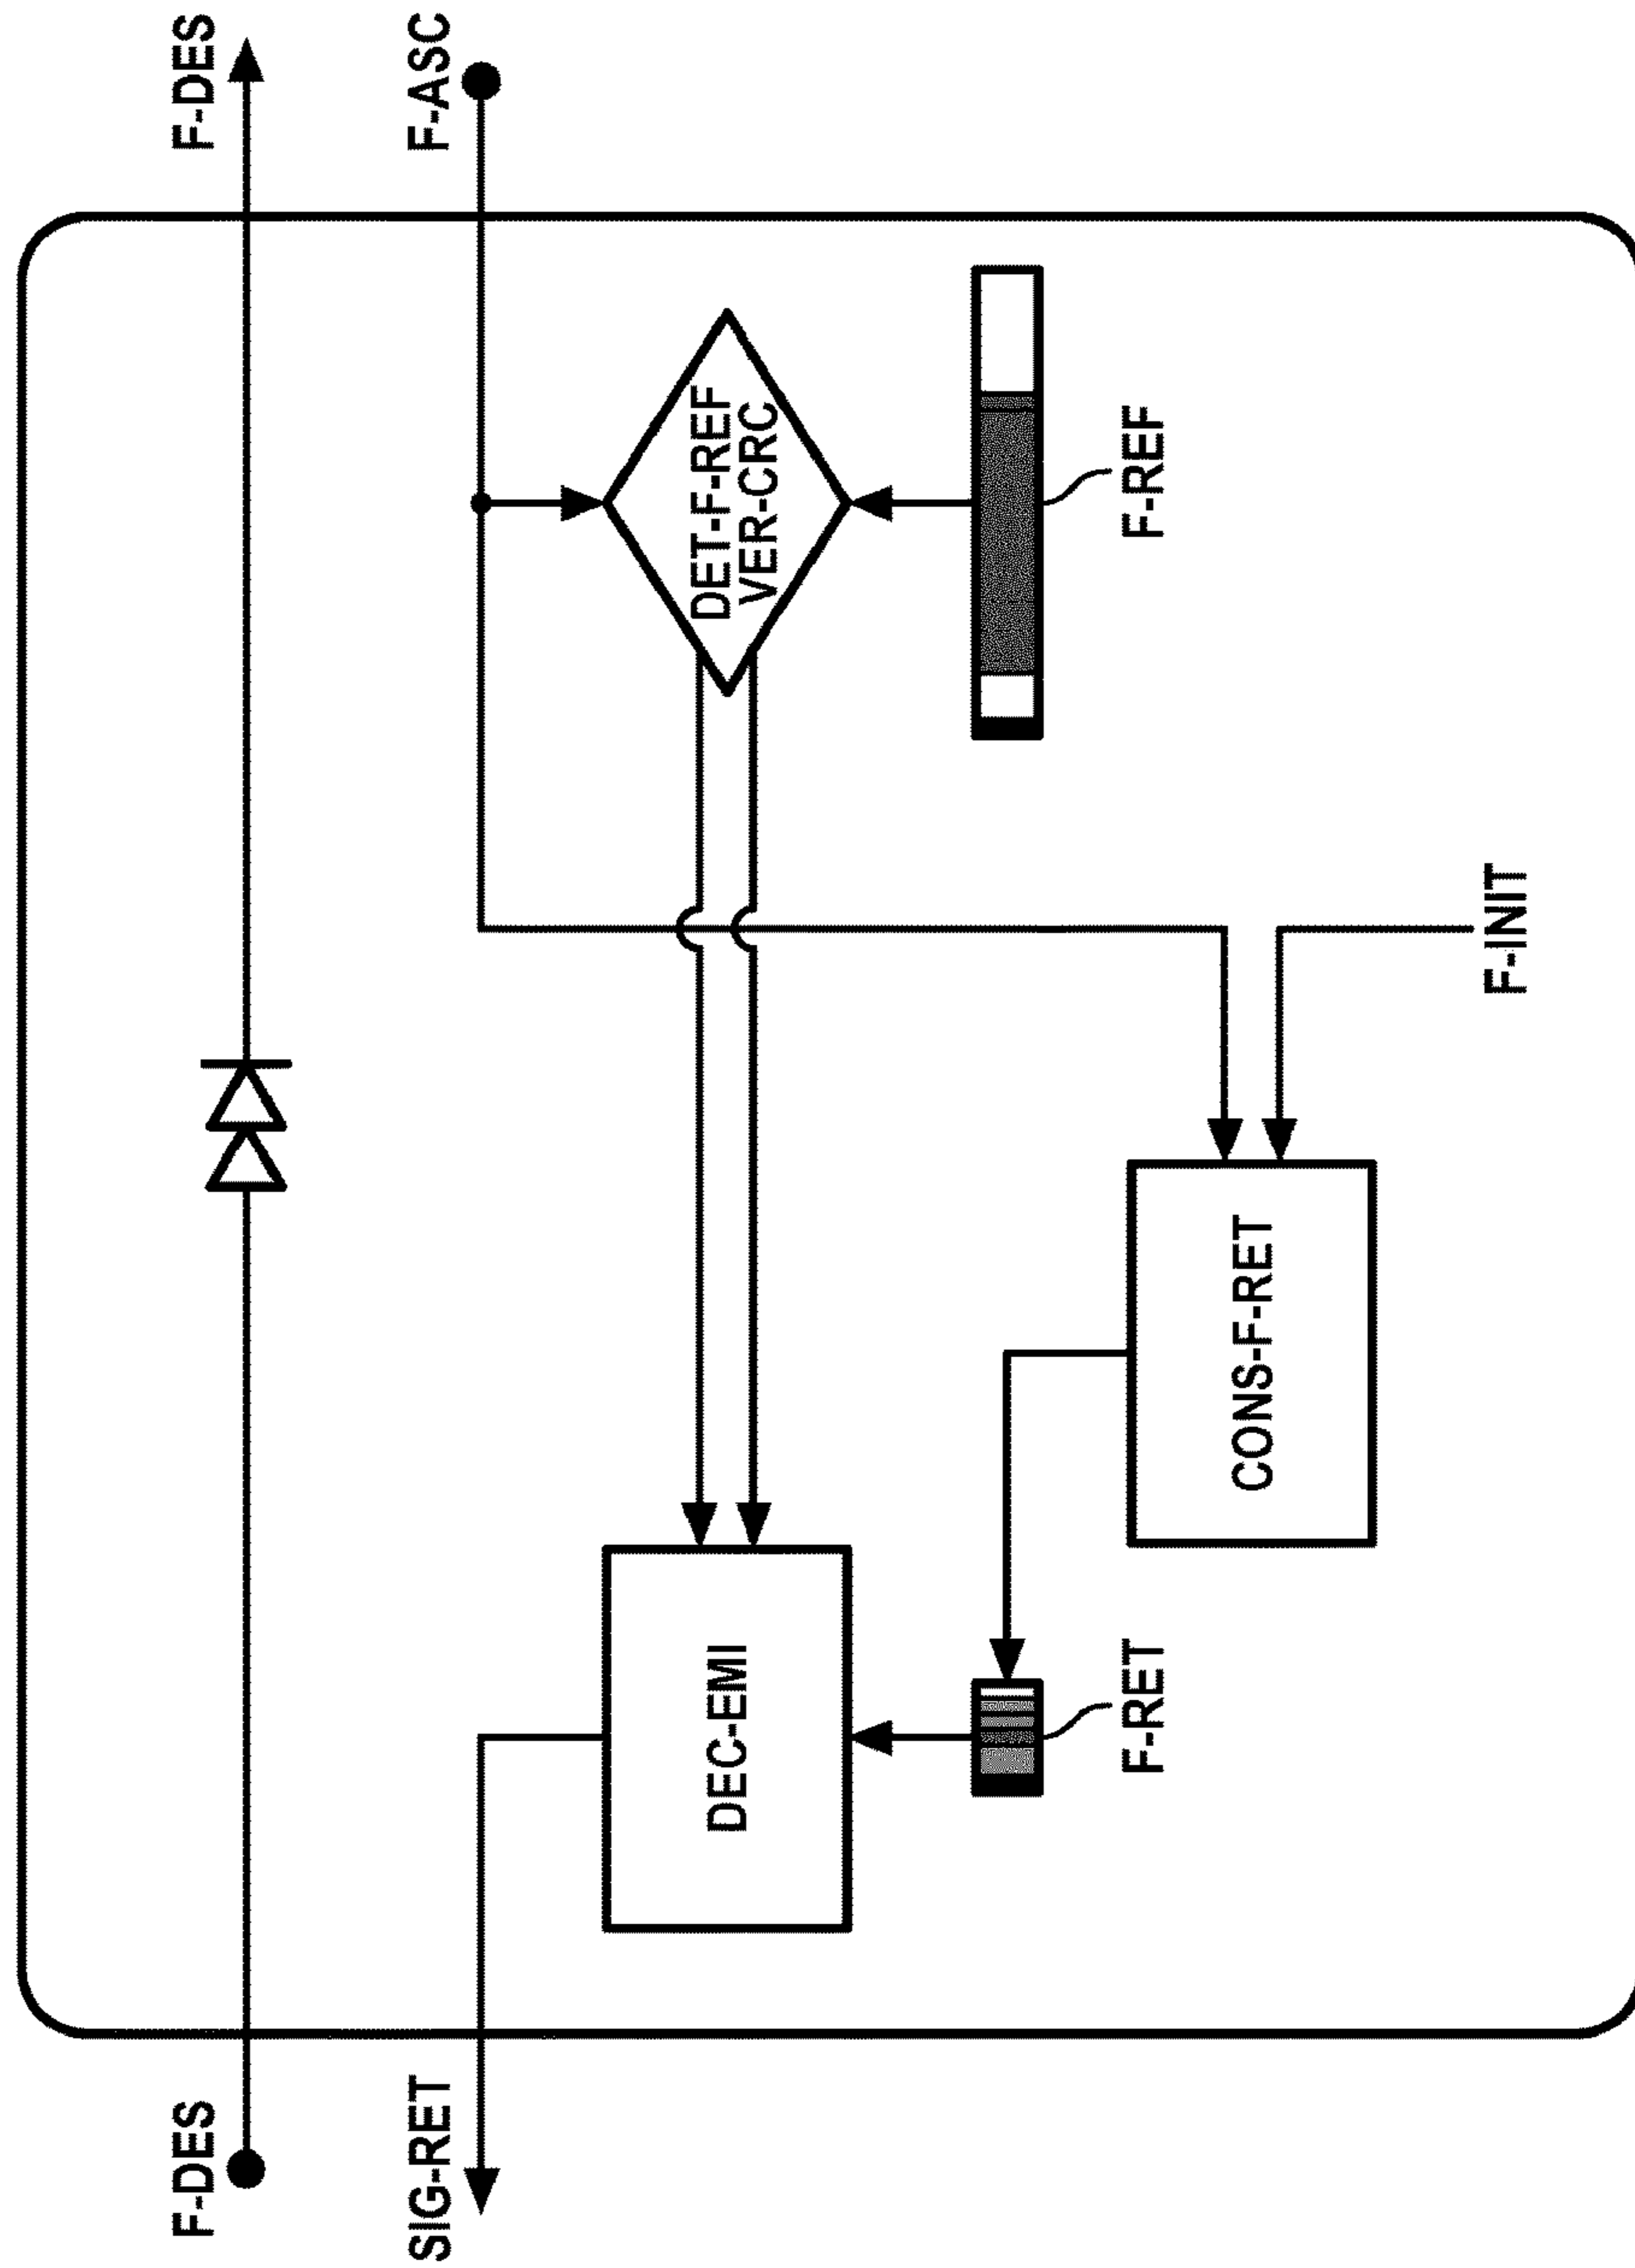 F-DES
F-DES
SIG-RET
F-ASC
DEC-EMI
DET-F-REF
VER-CRC
F-RET
F-REF
CONS-F-RET
F-INIT